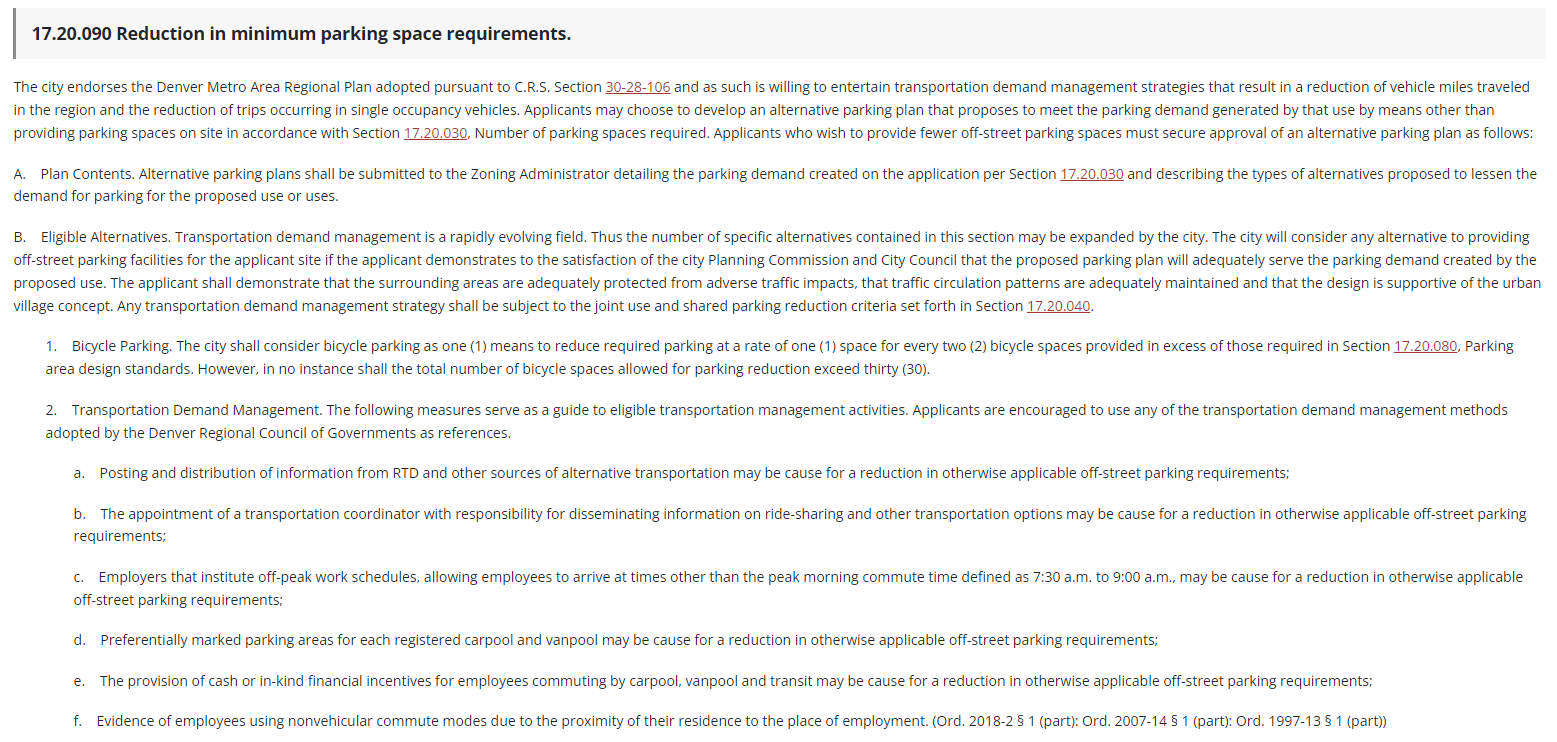 17.20.090 Reduction in minimum parking space requirements.
The city endorses the Denver Metro Area Regional Plan adopted pursuant to C.R.S. Section 30-28-106 and as such is willing to entertain transportation demand management strategies that result in a reduction of vehicle miles traveled
in the region and the reduction of trips occurring in single occupancy vehicles. Applicants may choose to develop an alternative parking plan that proposes to meet the parking demand generated by that use by means other than
providing parking spaces on site in accordance with Section 17.20.030, Number of parking spaces required. Applicants who wish to provide fewer off-street parking spaces must secure approval of an alternative parking plan as follows:
A. Plan Contents. Alternative parking plans shall be submitted to the Zoning Administrator detailing the parking demand created on the application per Section 17.20.030 and describing the types of alternatives proposed to lessen the
demand for parking for the proposed use or uses.
B. Eligible Alternatives. Transportation demand management is a rapidly evolving field. Thus the number of specific alternatives contained in this section may be expanded by the city. The city will consider any alternative to providing
off-street parking facilities for the applicant site if the applicant demonstrates to the satisfaction of the city Planning Commission and City Council that the proposed parking plan will adequately serve the parking demand created by the
proposed use. The applicant shall demonstrate that the surrounding areas are adequately protected from adverse traffic impacts, that traffic circulation patterns are adequately maintained and that the design is supportive of the urban
village concept. Any transportation demand management strategy shall be subject to the joint use and shared parking reduction criteria set forth in Section 17.20.040.
1. Bicycle Parking. The city shall consider bicycle parking as one (1) means to reduce required parking at a rate of one (1) space for every two (2) bicycle spaces provided in excess of those required in Section 17.20.080, Parking
area design standards. However, in no instance shall the total number of bicycle spaces allowed for parking reduction exceed thirty (30).
2. Transportation Demand Management. The following measures serve as a guide to eligible transportation management activities. Applicants are encouraged to use any of the transportation demand management methods
adopted by the Denver Regional Council of Governments as references.
a. Posting and distribution of information from RTD and other sources of alternative transportation may be cause for a reduction in otherwise applicable off-street parking requirements;
b. The appointment of a transportation coordinator with responsibility for disseminating information on ride-sharing and other transportation options may be cause for a reduction in otherwise applicable off-street parking
requirements;
c. Employers that institute off-peak work schedules, allowing employees to arrive at times other than the peak morning commute time defined as 7:30 a.m. to 9:00 a.m., may be cause for a reduction in otherwise applicable
off-street parking requirements;
d. Preferentially marked parking areas for each registered carpool and vanpool may be cause for a reduction in otherwise applicable off-street parking requirements;
e. The provision of cash or in-kind financial incentives for employees commuting by carpool, vanpool and transit may be cause for a reduction in otherwise applicable off-street parking requirements;
f. Evidence of employees using nonvehicular commute modes due to the proximity of their residence to the place of employment. (Ord. 2018-2 § 1 (part): Ord. 2007-14 § 1 (part): Ord. 1997-13 § 1 (part))